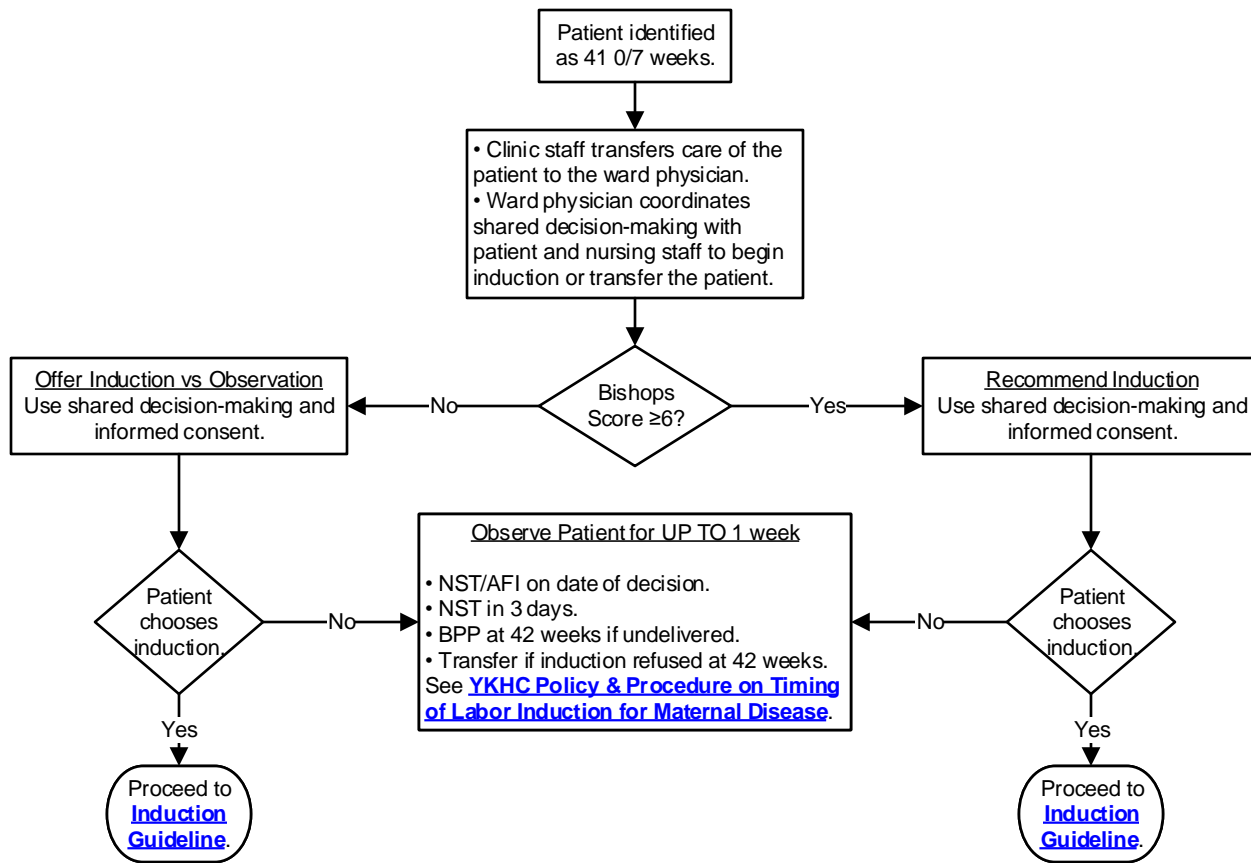 Patient identified
as 41 0/7 weeks.
• Clinic staff transfers care of the
patient to the ward physician.
• Ward physician coordinates
shared decision-making with
patient and nursing staff to begin
induction or transfer the patient.
Bishops
Score ≥6?
No
Yes
Offer Induction vs Observation
Use shared decision-making and
informed consent.
Recommend Induction
Use shared decision-making and
informed consent.
Patient
chooses
induction.
No
Observe Patient for UP TO 1 week
• NST/AFI on date of decision.
• NST in 3 days.
• BPP at 42 weeks if undelivered.
• Transfer if induction refused at 42 weeks.
See YKHC Policy & Procedure on Timing
of Labor Induction for Maternal Disease.
No
Patient
chooses
induction.
Yes
Proceed to
Induction
Guideline.
Yes
Proceed to
Induction
Guideline.